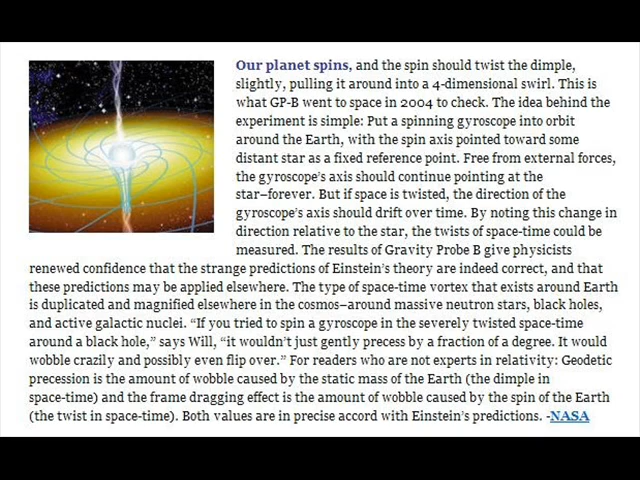 Our planet spins, and the spin should twist the dimple,
slightly, pulling it around into a 4-dimensional swirl. This is
what GP-B went to space in 2004 to check. The idea behind the
experiment is simple: Put a spinning gyroscope into orbit
around the Earth, with the spin axis pointed toward some
distant star as a fixed reference point. Free from external forces,
the gyroscope's axis should continue pointing at the
star–forever. But if space is twisted, the direction of the
gyroscope's axis should drift over time. By noting this change in
direction relative to the star, the twists of space-time could be
measured. The results of Gravity Probe B give physicists
renewed confidence that the strange predictions of Einstein's theory are indeed correct, and that
these predictions may be applied elsewhere. The type of space-time vortex that exists around Earth
is duplicated and magnified elsewhere in the cosmos–around massive neutron stars, black holes,
and active galactic nuclei. “If you tried to spin a gyroscope in the severely twisted space-time
around a black hole,” says Will, “it wouldn't just gently precess by a fraction of a degree. It would
wobble crazily and possibly even flip over.” For readers who are not experts in relativity: Geodetic
precession is the amount of wobble caused by the static mass of the Earth (the dimple in
space-time) and the frame dragging effect is the amount of wobble caused by the spin of the Earth
(the twist in space-time). Both values are in precise accord with Einstein's predictions. -NASA